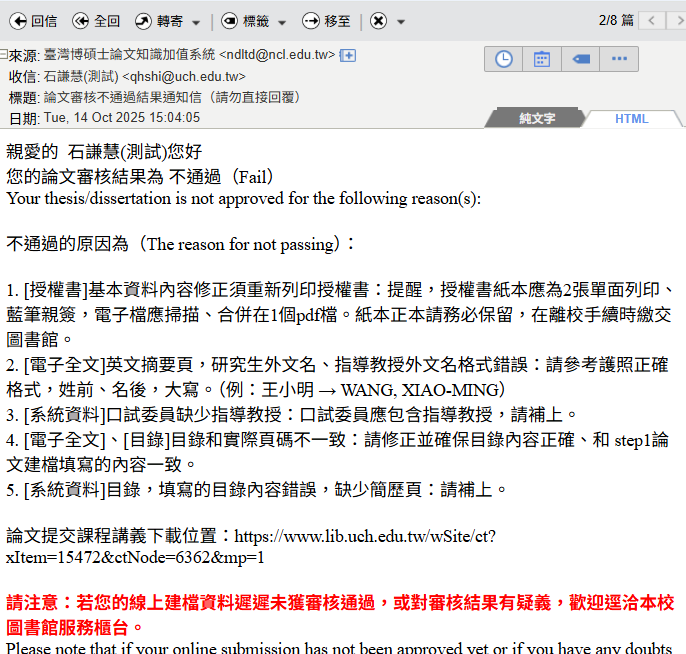 回信 全回 轉寄 標籤 移至 2/8 篇
來源: 臺灣博碩士論文知識加值系統 <ndltd@ncl.edu.tw>
收信: 石謙慧(測試) <qhshi@uch.edu.tw>
標題: 論文審核不通過結果通知信（請勿直接回覆）
日期: Tue, 14 Oct 2025 15:04:05
純文字 HTML
親愛的 石謙慧(測試)您好
您的論文審核結果為 不通過（Fail）
Your thesis/dissertation is not approved for the following reason(s):
不通過的原因為（The reason for not passing）：
1. [授權書]基本資料內容修正須重新列印授權書：提醒，授權書紙本應為2張單面列印、
藍筆親簽，電子檔應掃描、合併在1個pdf檔。紙本正本請務必保留，在離校手續時繳交
圖書館。
2. [電子全文]英文摘要頁，研究生外文名、指導教授外文名格式錯誤：請參考護照正確
格式，姓前、名後，大寫。（例：王小明 → WANG, XIAO-MING）
3. [系統資料]口試委員缺少指導教授：口試委員應包含指導教授，請補上。
4. [電子全文]、[目錄]目錄和實際頁碼不一致：請修正並確保目錄內容正確、和 step1論
文建檔填寫的內容一致。
5. [系統資料]目錄，填寫的目錄內容錯誤，缺少簡歷頁：請補上。
論文提交課程講義下載位置：https://www.lib.uch.edu.tw/wSite/ct?
xItem=15472&ctNode=6362&mp=1
請注意：若您的線上建檔資料遲遲未獲審核通過，或對審核結果有疑義，歡迎逕洽本校
圖書館服務櫃台。
Please note that if your online submission has not been approved yet or if you have any doubts